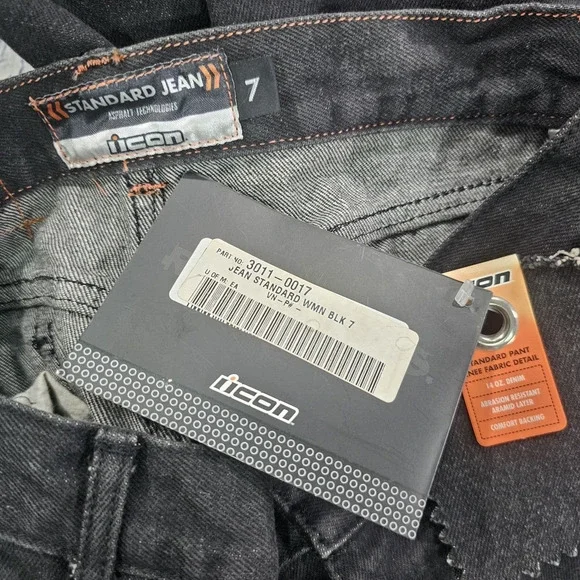 STANDARD JEAN
ASPHALT TECHNOLOGIES
icon
7
PART NO. 3011-0017
JEAN STANDARD WMN BLK 7
U OF M: EA
VN-P# -
icon
icon
STANDARD PANT
KNEE FABRIC DETAIL
14 OZ. DENIM
ABRASION RESISTANT
ARAMID LAYER
COMFORT BACKING